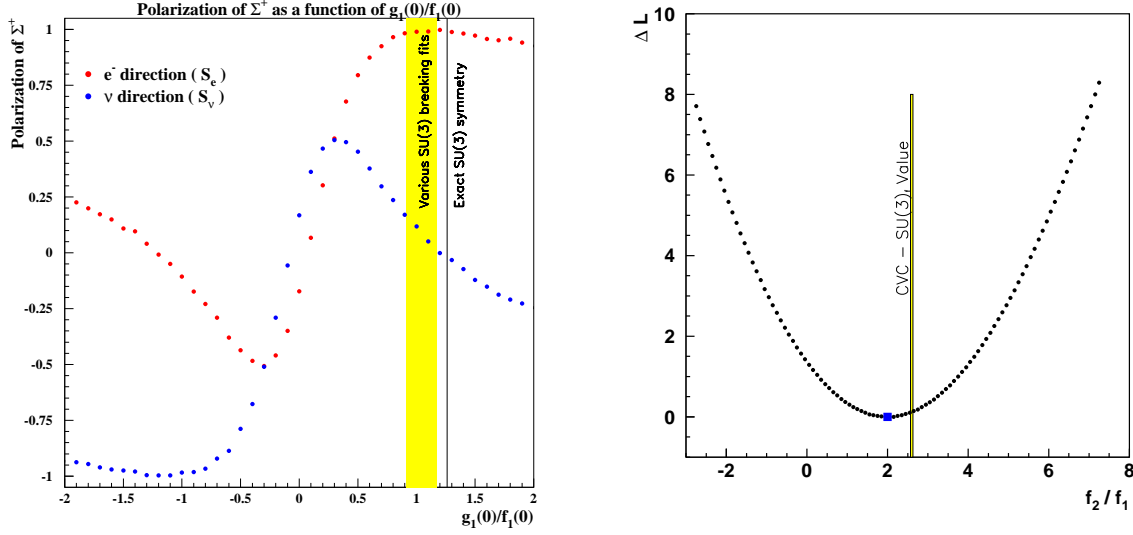 Polarization of Σ⁺ as a function of g₁(0)/f₁(0)
Polarization of Σ⁺
1
0.75
0.5
0.25
0
-0.25
-0.5
-0.75
-1
e⁻ direction ( Sₑ )
ν direction ( Sᵥ )
Various SU(3) breaking fits
Exact SU(3) symmetry
-2 -1.5 -1 -0.5 0 0.5 1 1.5 2
g₁(0)/f₁(0)
Δ L
10
8
6
4
2
0
CVC – SU(3), Value
-2 0 2 4 6 8
f₂ / f₁